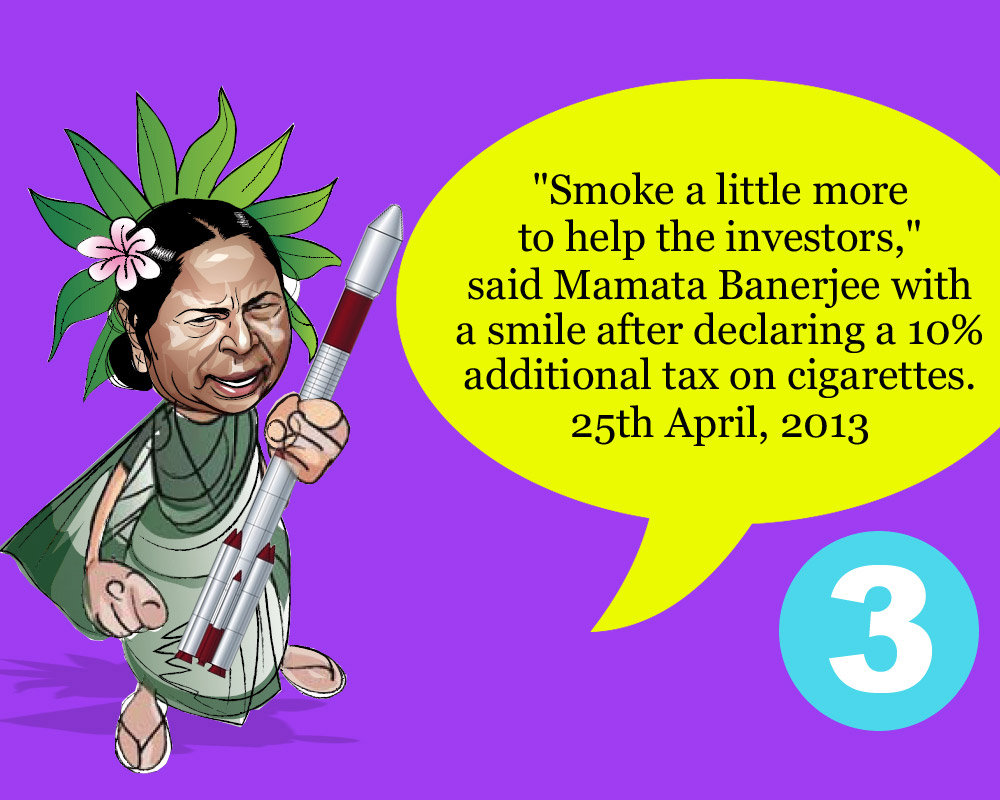 "Smoke a little more
to help the investors,"
said Mamata Banerjee with
a smile after declaring a 10%
additional tax on cigarettes.
25th April, 2013
3